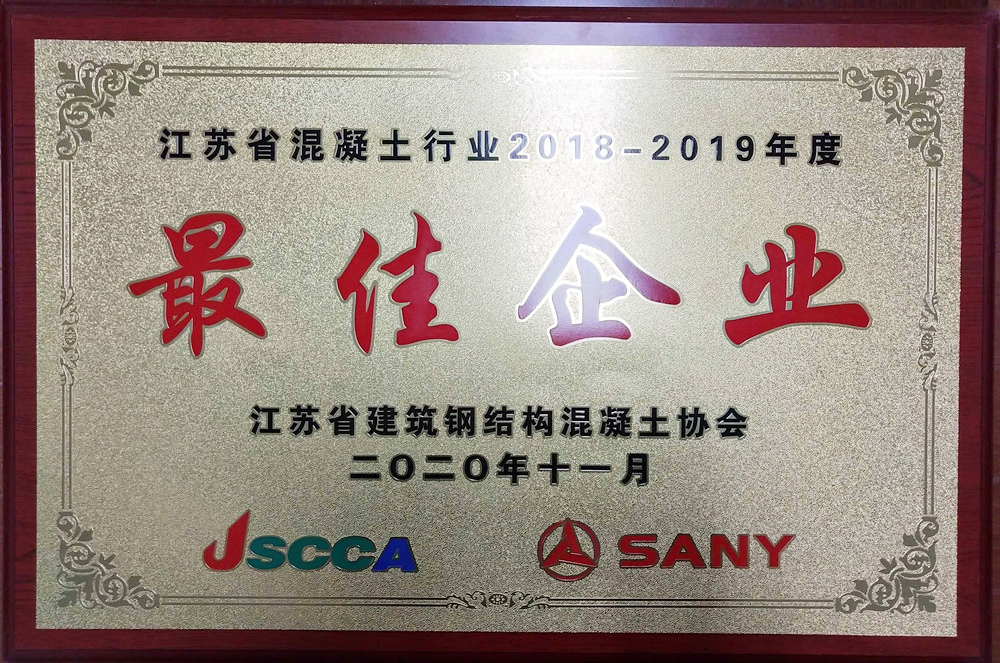 江苏省混凝土行业2018-2019年度
最佳企业
江苏省建筑钢结构混凝土协会
二〇二〇年十一月
JSCCA SANY